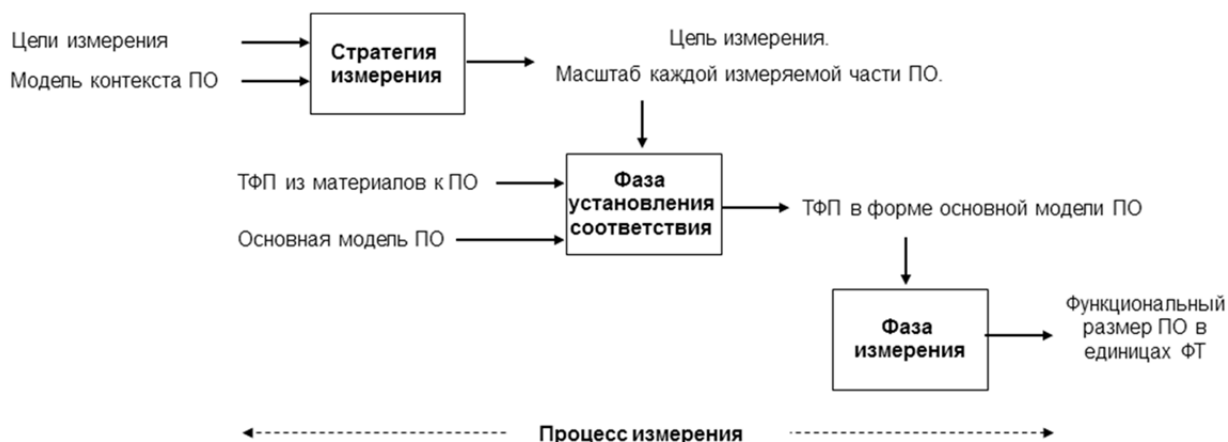 Цели измерения
Модель контекста ПО
Стратегия
измерения
Цель измерения.
Масштаб каждой измеряемой части ПО.
ТФП из материалов к ПО
Основная модель ПО
Фаза
установления
соответствия
ТФП в форме основной модели ПО
Фаза
измерения
Функциональный
размер ПО в
единицах ФТ
Процесс измерения